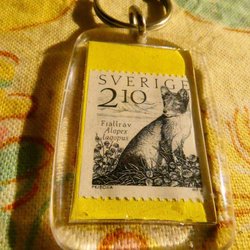 SVERIGE
2.10
Fjällräv
Alopex
lagopus